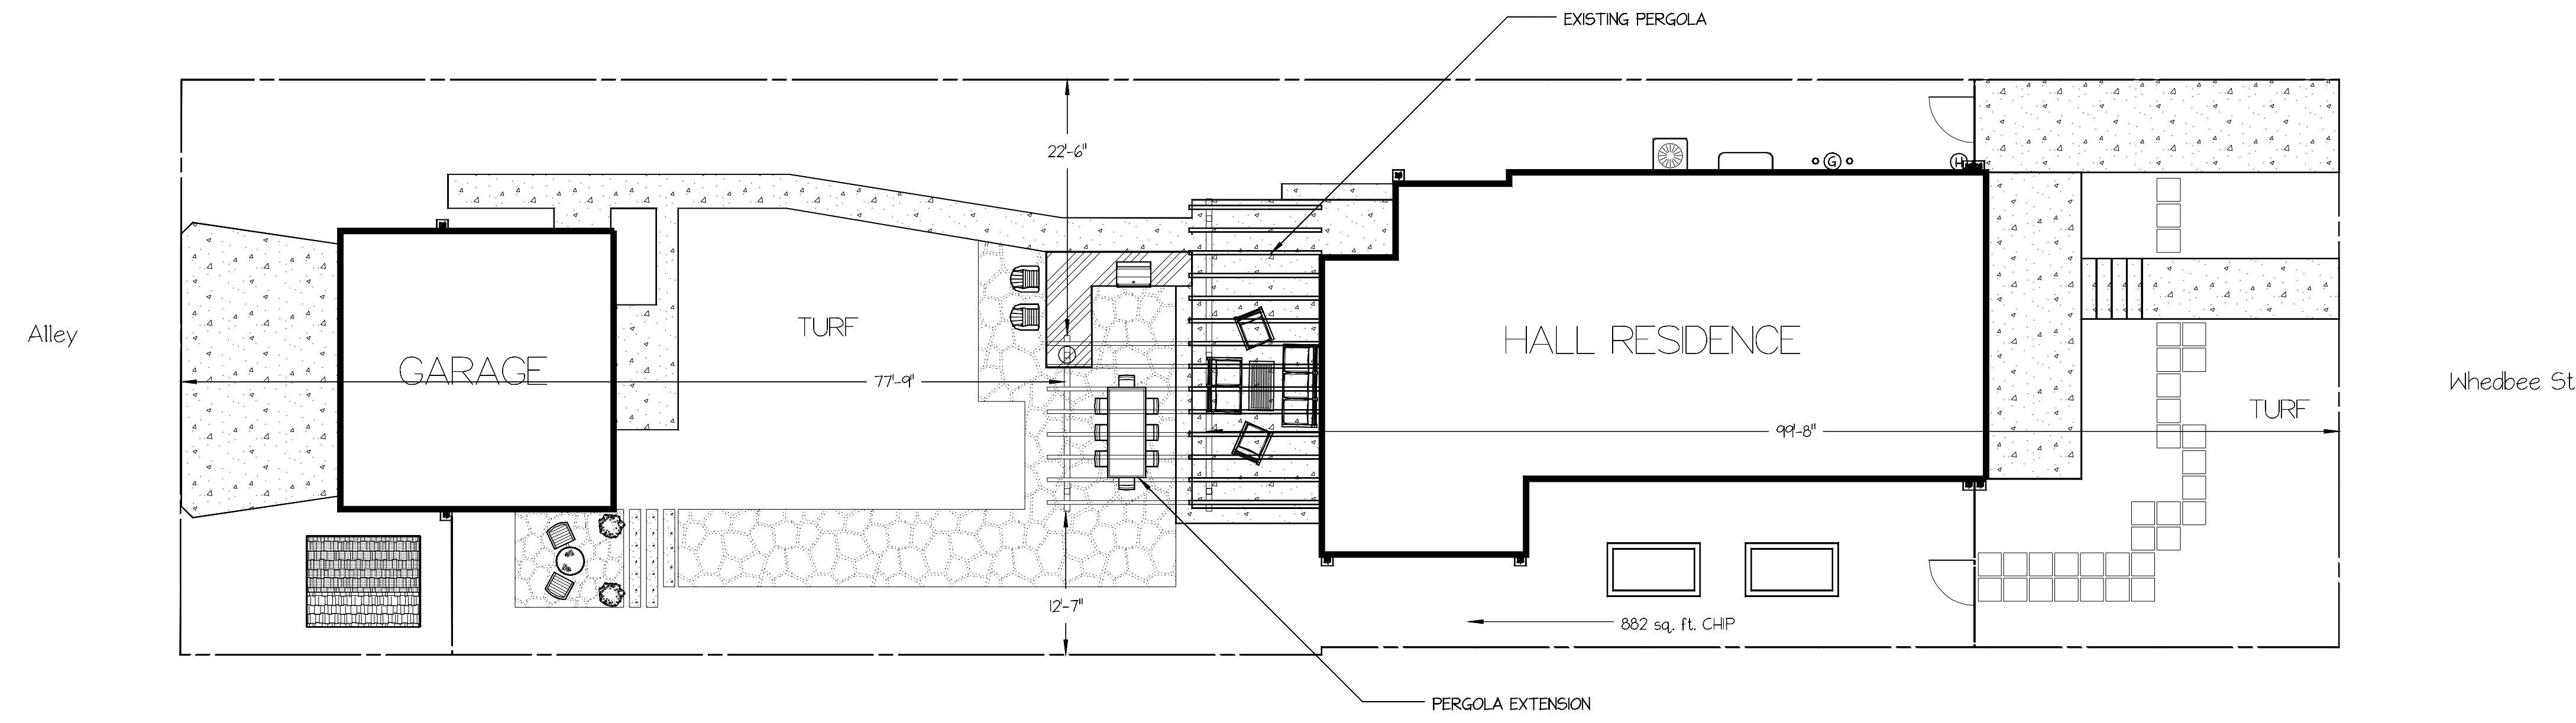 EXISTING PERGOLA
22'-6"
G
H
Alley
TURF
HALL RESIDENCE
GARAGE
77'-9"
Whedbee St
TURF
99'-8"
12'-7"
882 sq. ft. CHIP
PERGOLA EXTENSION